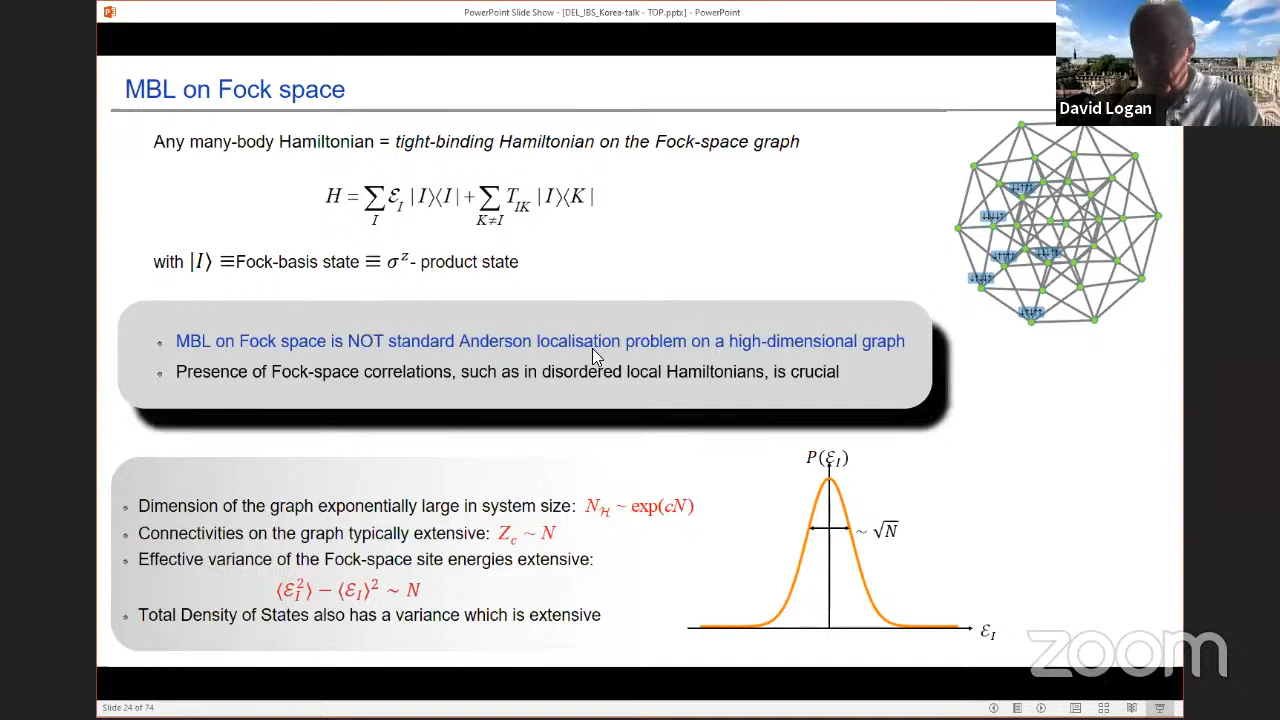 PowerPoint Slide Show - [DEL_IBS_Korea-talk - TOP.pptx] - PowerPoint
David Logan
MBL on Fock space
Any many-body Hamiltonian = tight-binding Hamiltonian on the Fock-space graph
H = ∑_I ℰ_I |I⟩⟨I| + ∑_{K≠I} T_{IK} |I⟩⟨K|
with |I⟩ ≡Fock-basis state ≡ σ^z- product state
• MBL on Fock space is NOT standard Anderson localisation problem on a high-dimensional graph
• Presence of Fock-space correlations, such as in disordered local Hamiltonians, is crucial
• Dimension of the graph exponentially large in system size: N_ℋ ~ exp(cN)
• Connectivities on the graph typically extensive: Z_c ~ N
• Effective variance of the Fock-space site energies extensive:
⟨ℰ_I^2⟩ − ⟨ℰ_I⟩^2 ~ N
• Total Density of States also has a variance which is extensive
P(ℰ_I)
~ √N
ℰ_I
zoom
Slide 24 of 74